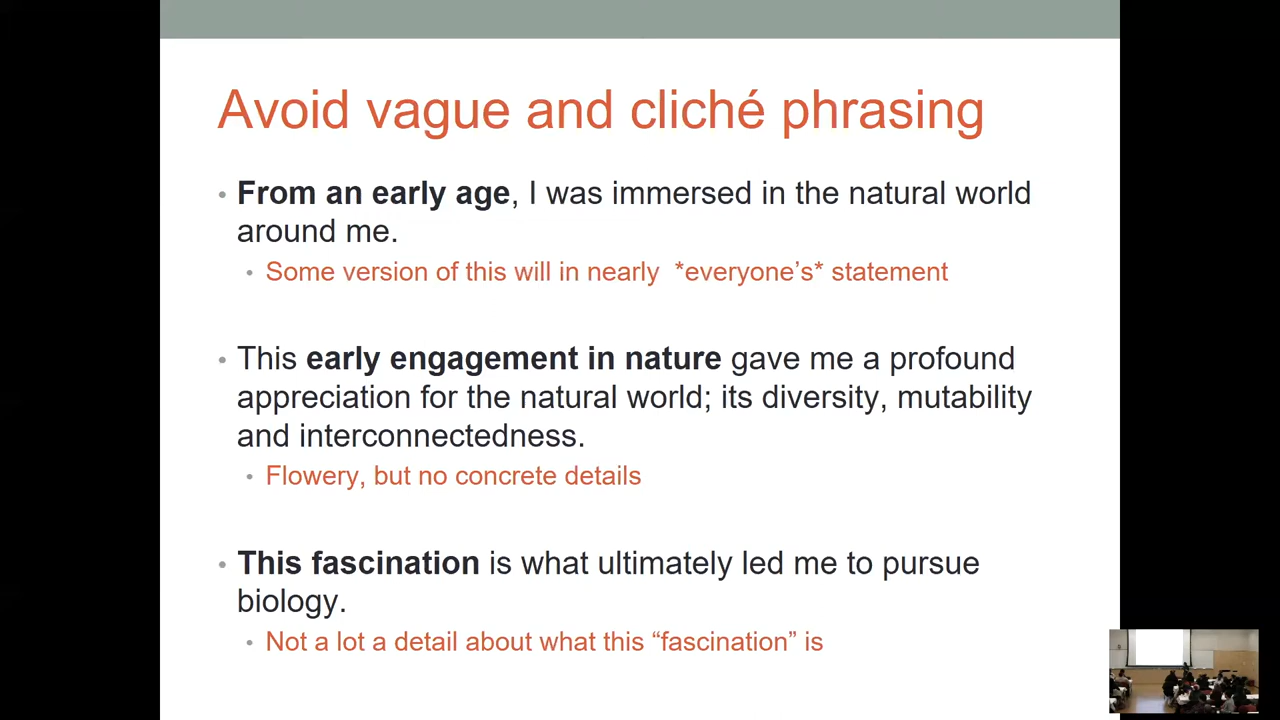 Avoid vague and cliché phrasing
• From an early age, I was immersed in the natural world
around me.
• Some version of this will in nearly *everyone’s* statement
• This early engagement in nature gave me a profound
appreciation for the natural world; its diversity, mutability
and interconnectedness.
• Flowery, but no concrete details
• This fascination is what ultimately led me to pursue
biology.
• Not a lot a detail about what this “fascination” is